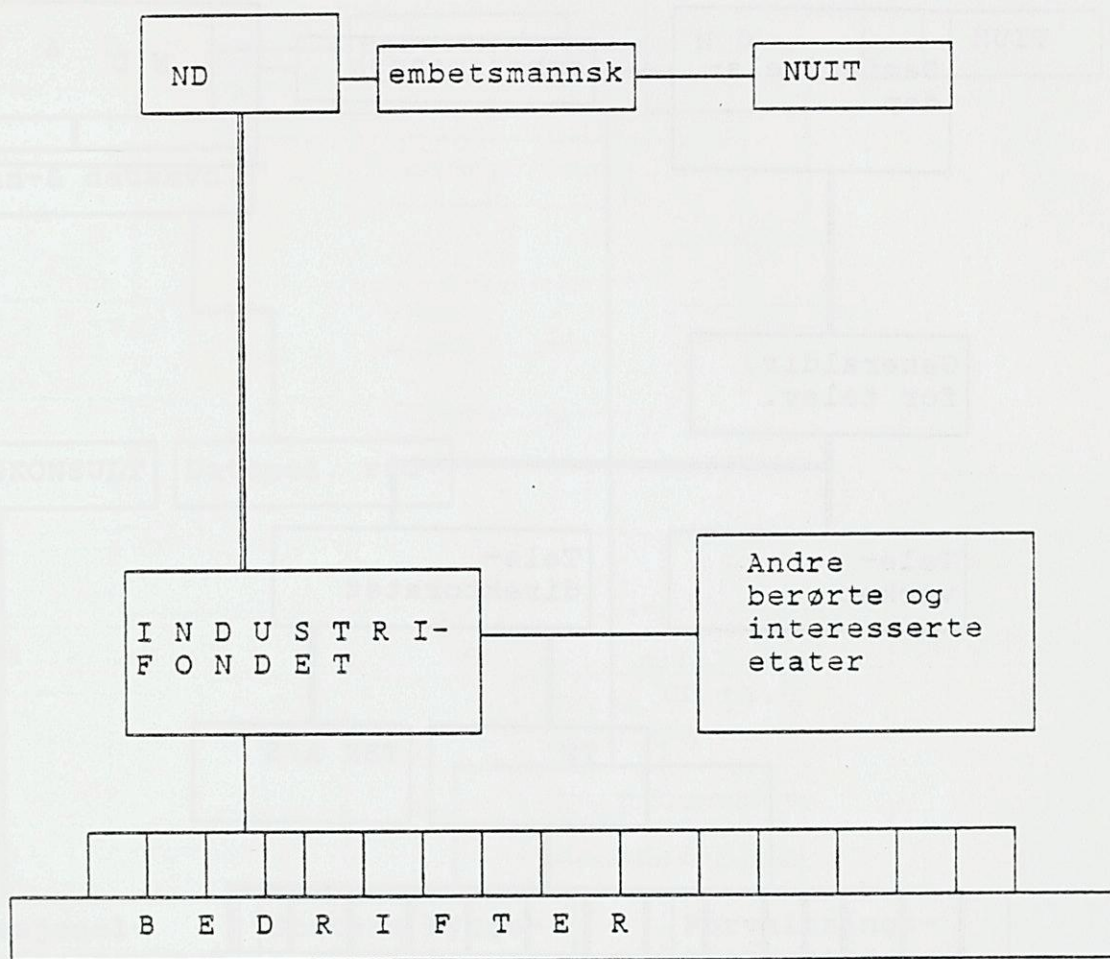 ND
embetsmannsk
NUIT
Andre
berørte og
interesserte
etater
I N D U S T R I-
F O N D E T
B E D R I F T E R